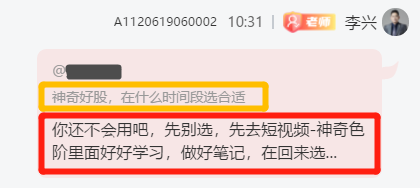 A1120619060002 10:31 | 老师 李兴
@
神奇好股，在什么时间段选合适
你还不会用吧，先别选，先去短视频-神奇色
阶里面好好学习，做好笔记，在回来选...